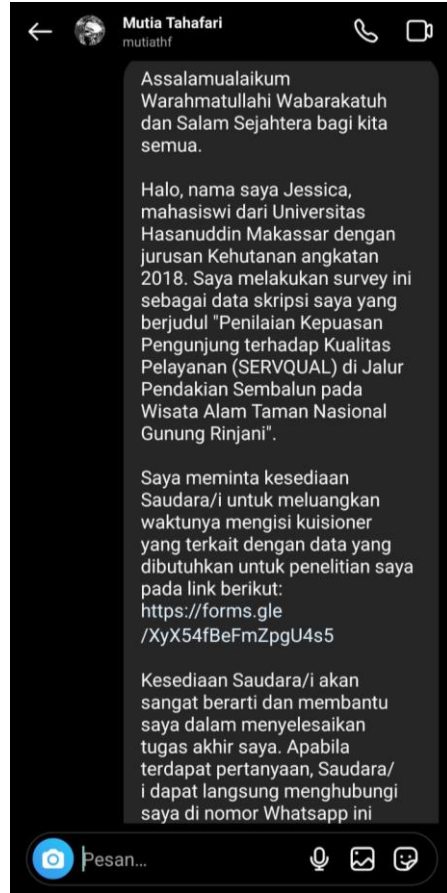 Mutia Tahafari
mutiathf
Assalamualaikum
Warahmatullahi Wabarakatuh
dan Salam Sejahtera bagi kita
semua.
Halo, nama saya Jessica,
mahasiswi dari Universitas
Hasanuddin Makassar dengan
jurusan Kehutanan angkatan
2018. Saya melakukan survey ini
sebagai data skripsi saya yang
berjudul "Penilaian Kepuasan
Pengunjung terhadap Kualitas
Pelayanan (SERVQUAL) di Jalur
Pendakian Sembalun pada
Wisata Alam Taman Nasional
Gunung Rinjani".
Saya meminta kesediaan
Saudara/i untuk meluangkan
waktunya mengisi kuisioner
yang terkait dengan data yang
dibutuhkan untuk penelitian saya
pada link berikut:
https://forms.gle
/XyX54fBeFmZpgU4s5
Kesediaan Saudara/i akan
sangat berarti dan membantu
saya dalam menyelesaikan
tugas akhir saya. Apabila
terdapat pertanyaan, Saudara/
i dapat langsung menghubungi
saya di nomor Whatsapp ini
Pesan...